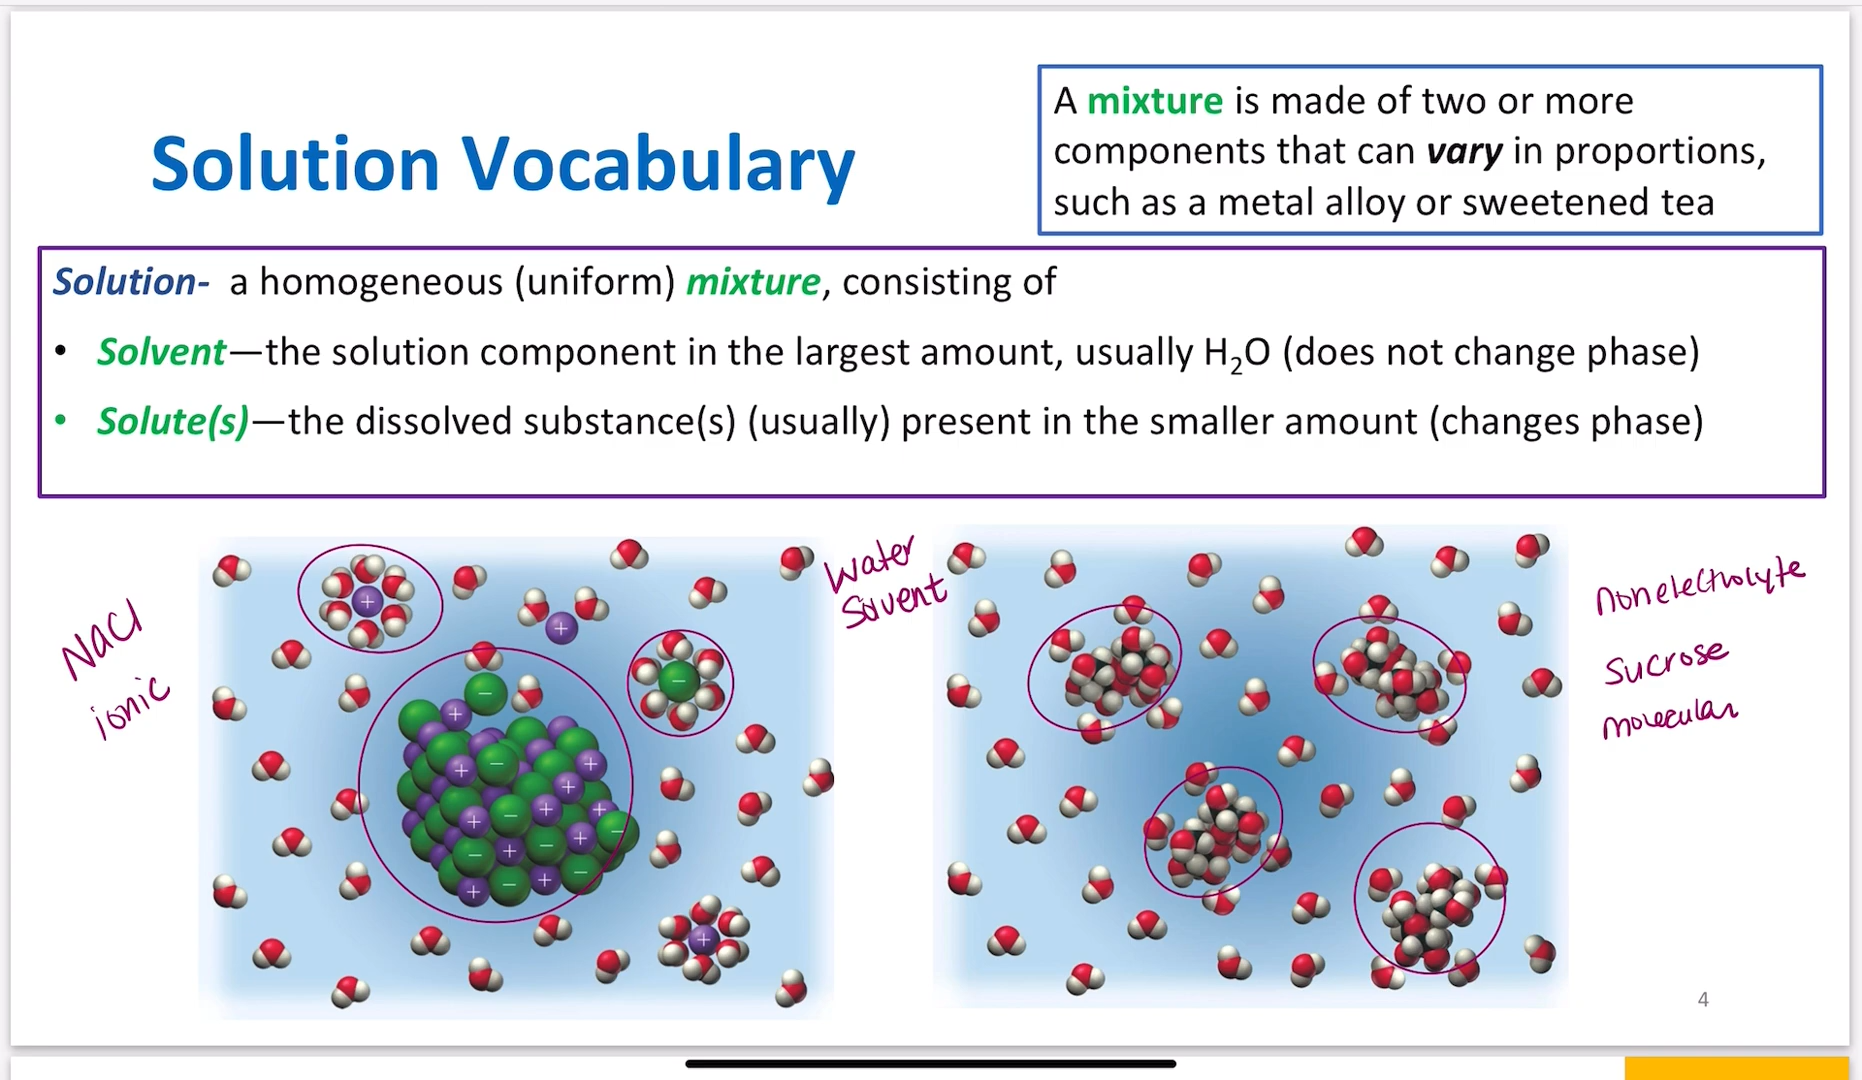 Solution Vocabulary
A mixture is made of two or more
components that can vary in proportions,
such as a metal alloy or sweetened tea
Solution- a homogeneous (uniform) mixture, consisting of
• Solvent—the solution component in the largest amount, usually H₂O (does not change phase)
• Solute(s)—the dissolved substance(s) (usually) present in the smaller amount (changes phase)
NaCl
ionic
Water
Solvent
Nonelectrolyte
Sucrose
molecular
4